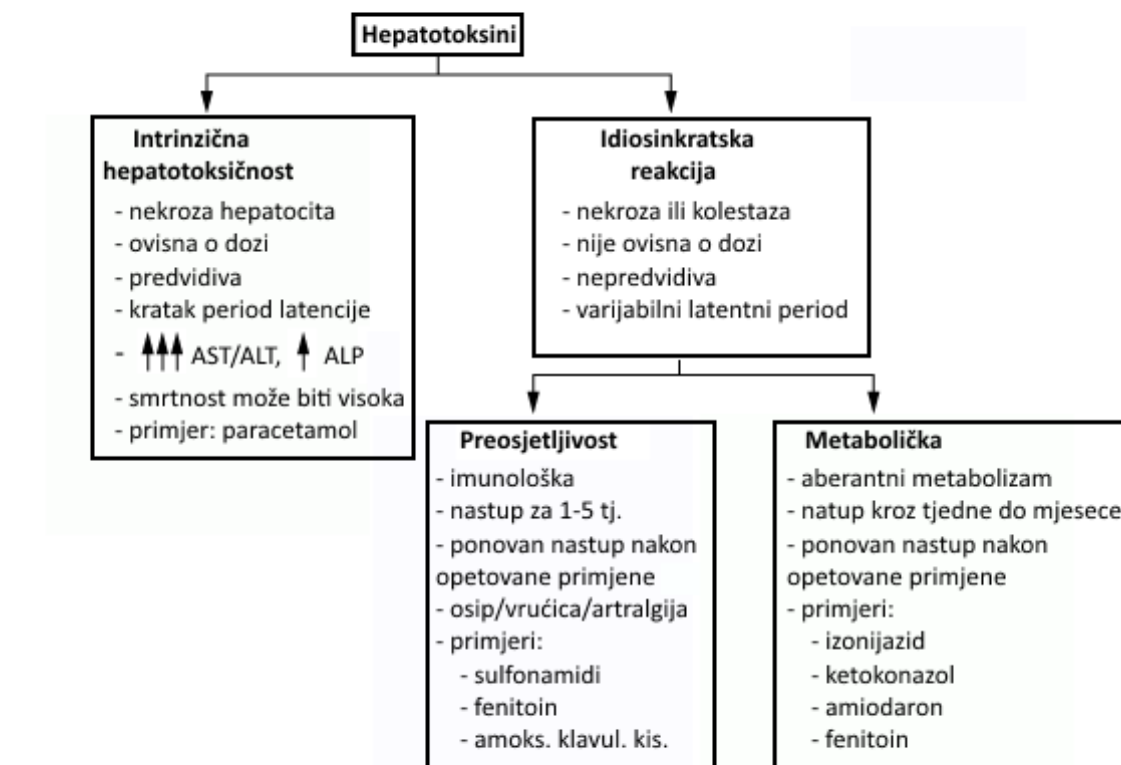 Hepatotoksini
Intrinzična
hepatotoksičnost
- nekroza hepatocita
- ovisna o dozi
- predvidiva
- kratak period latencije
- AST/ALT, ALP
- smrtnost može biti visoka
- primjer: paracetamol
Idiosinkratska
reakcija
- nekroza ili kolestaza
- nije ovisna o dozi
- nepredvidiva
- varijabilni latentni period
Preosjetljivost
- imunološka
- nastup za 1-5 tj.
- ponovan nastup nakon
opetovane primjene
- osip/vrućica/artralgija
- primjeri:
- sulfonamidi
- fenitoin
- amoks. klavul. kis.
Metabolička
- aberantni metabolizam
- natup kroz tjedne do mjesece
- ponovan nastup nakon
opetovane primjene
- primjeri:
- izonijazid
- ketokonazol
- amiodaron
- fenitoin